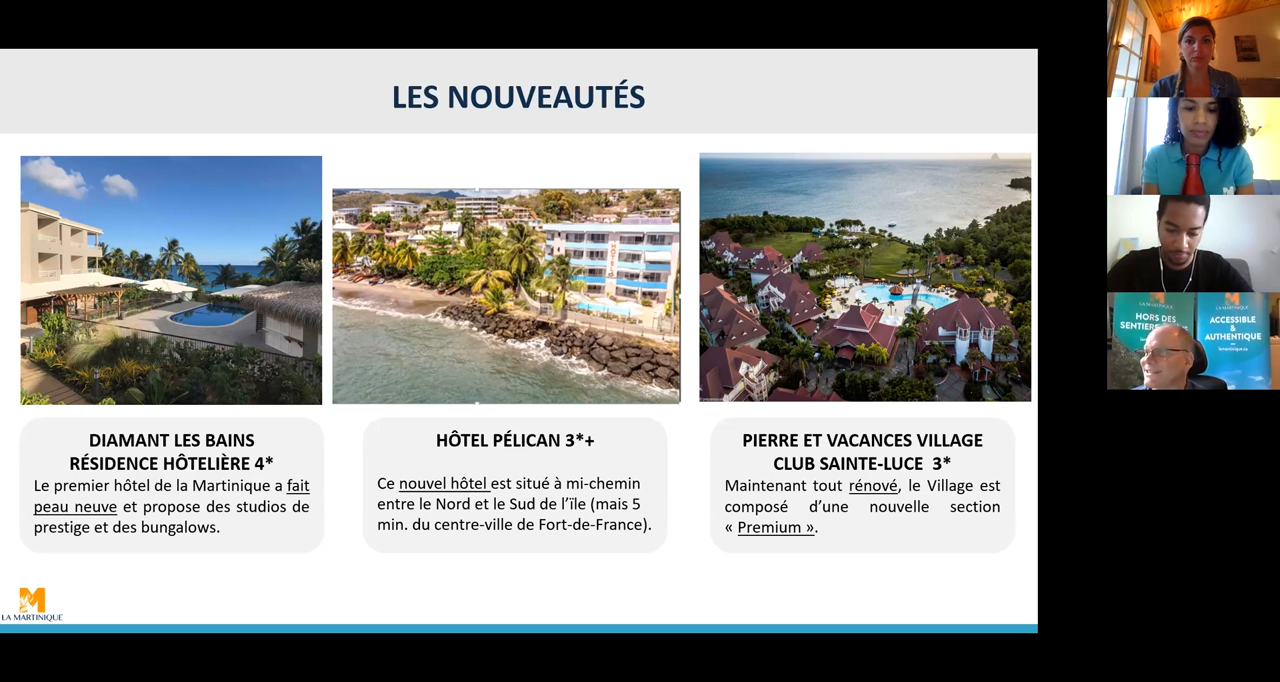 LES NOUVEAUTÉS
DIAMANT LES BAINS
RÉSIDENCE HÔTELIÈRE 4*
Le premier hôtel de la Martinique a fait
peau neuve et propose des studios de
prestige et des bungalows.
HÔTEL PÉLICAN 3*+
Ce nouvel hôtel est situé à mi-chemin
entre le Nord et le Sud de l’île (mais 5
min. du centre-ville de Fort-de-France).
PIERRE ET VACANCES VILLAGE
CLUB SAINTE-LUCE 3*
Maintenant tout rénové, le Village est
composé d’une nouvelle section
« Premium ».
M
LA MARTINIQUE
LA MARTINIQUE
HORS DES
LA MARTINIQUE
ACCESSIBLE
&
AUTHENTIQUE